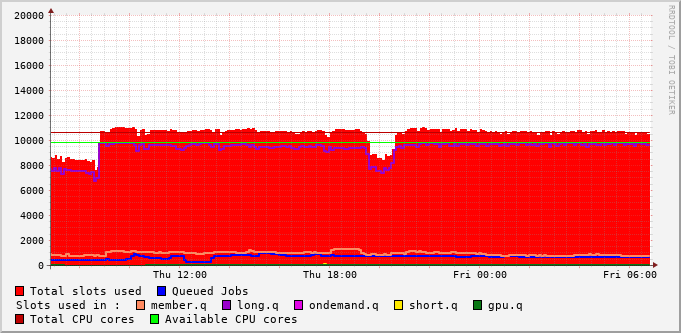 20000
18000
16000
14000
12000
10000
8000
6000
4000
2000
0
Thu 12:00 Thu 18:00 Fri 00:00 Fri 06:00
RRDTOOL / TOBI OETIKER
Total slots used Queued Jobs
Slots used in : member.q long.q ondemand.q short.q gpu.q
Total CPU cores Available CPU cores